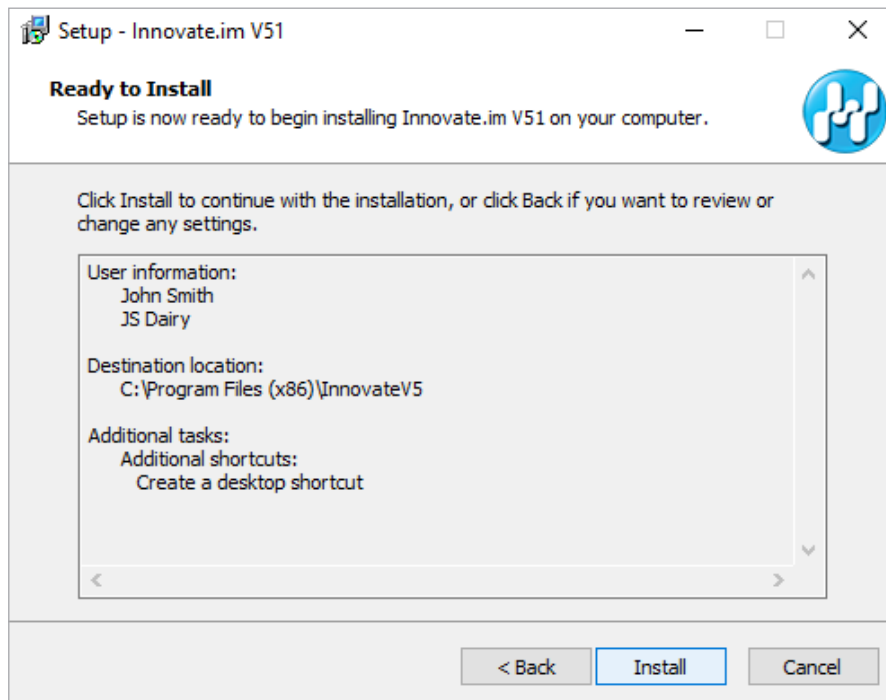 Setup - Innovate.im V51
Ready to Install
Setup is now ready to begin installing Innovate.im V51 on your computer.
Click Install to continue with the installation, or click Back if you want to review or
change any settings.
User information:
John Smith
JS Dairy
Destination location:
C:\Program Files (x86)\InnovateV5
Additional tasks:
Additional shortcuts:
Create a desktop shortcut
< Back Install Cancel